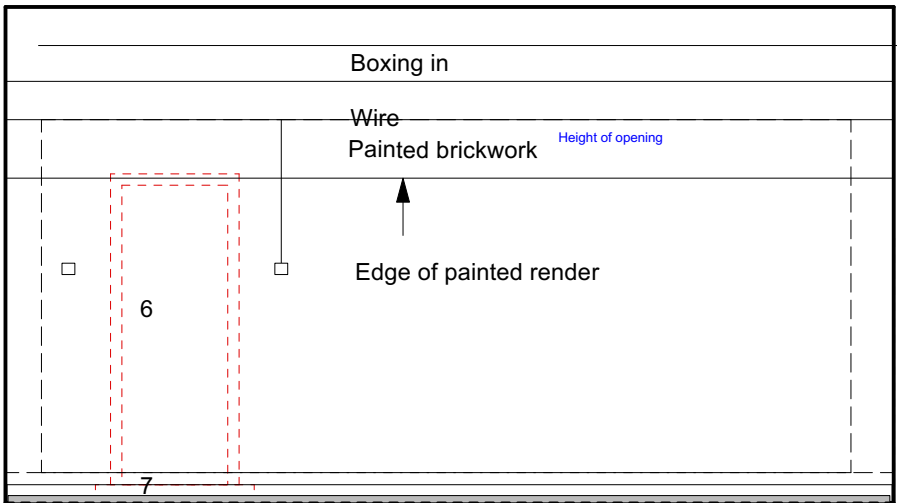 Boxing in
Wire
Height of opening
Painted brickwork
Edge of painted render
6
7